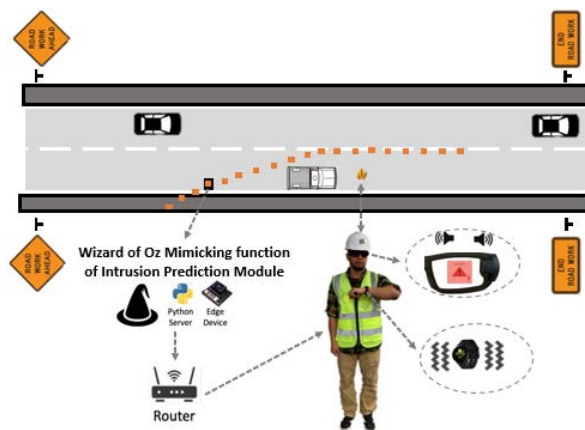 ROAD
WORK
AHEAD
END
ROAD WORK
ROAD
WORK
AHEAD
END
ROAD WORK
Wizard of Oz Mimicking function
of Intrusion Prediction Module
Python
Server
Edge
Device
Router